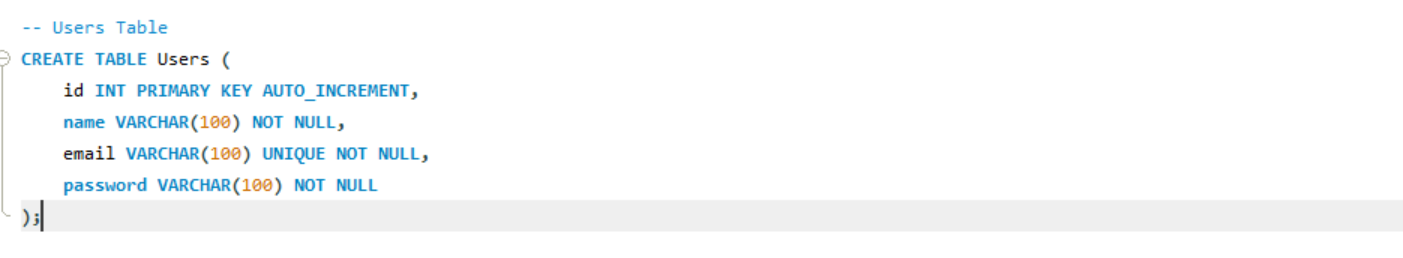 -- Users Table
CREATE TABLE Users (
    id INT PRIMARY KEY AUTO_INCREMENT,
    name VARCHAR(100) NOT NULL,
    email VARCHAR(100) UNIQUE NOT NULL,
    password VARCHAR(100) NOT NULL
);